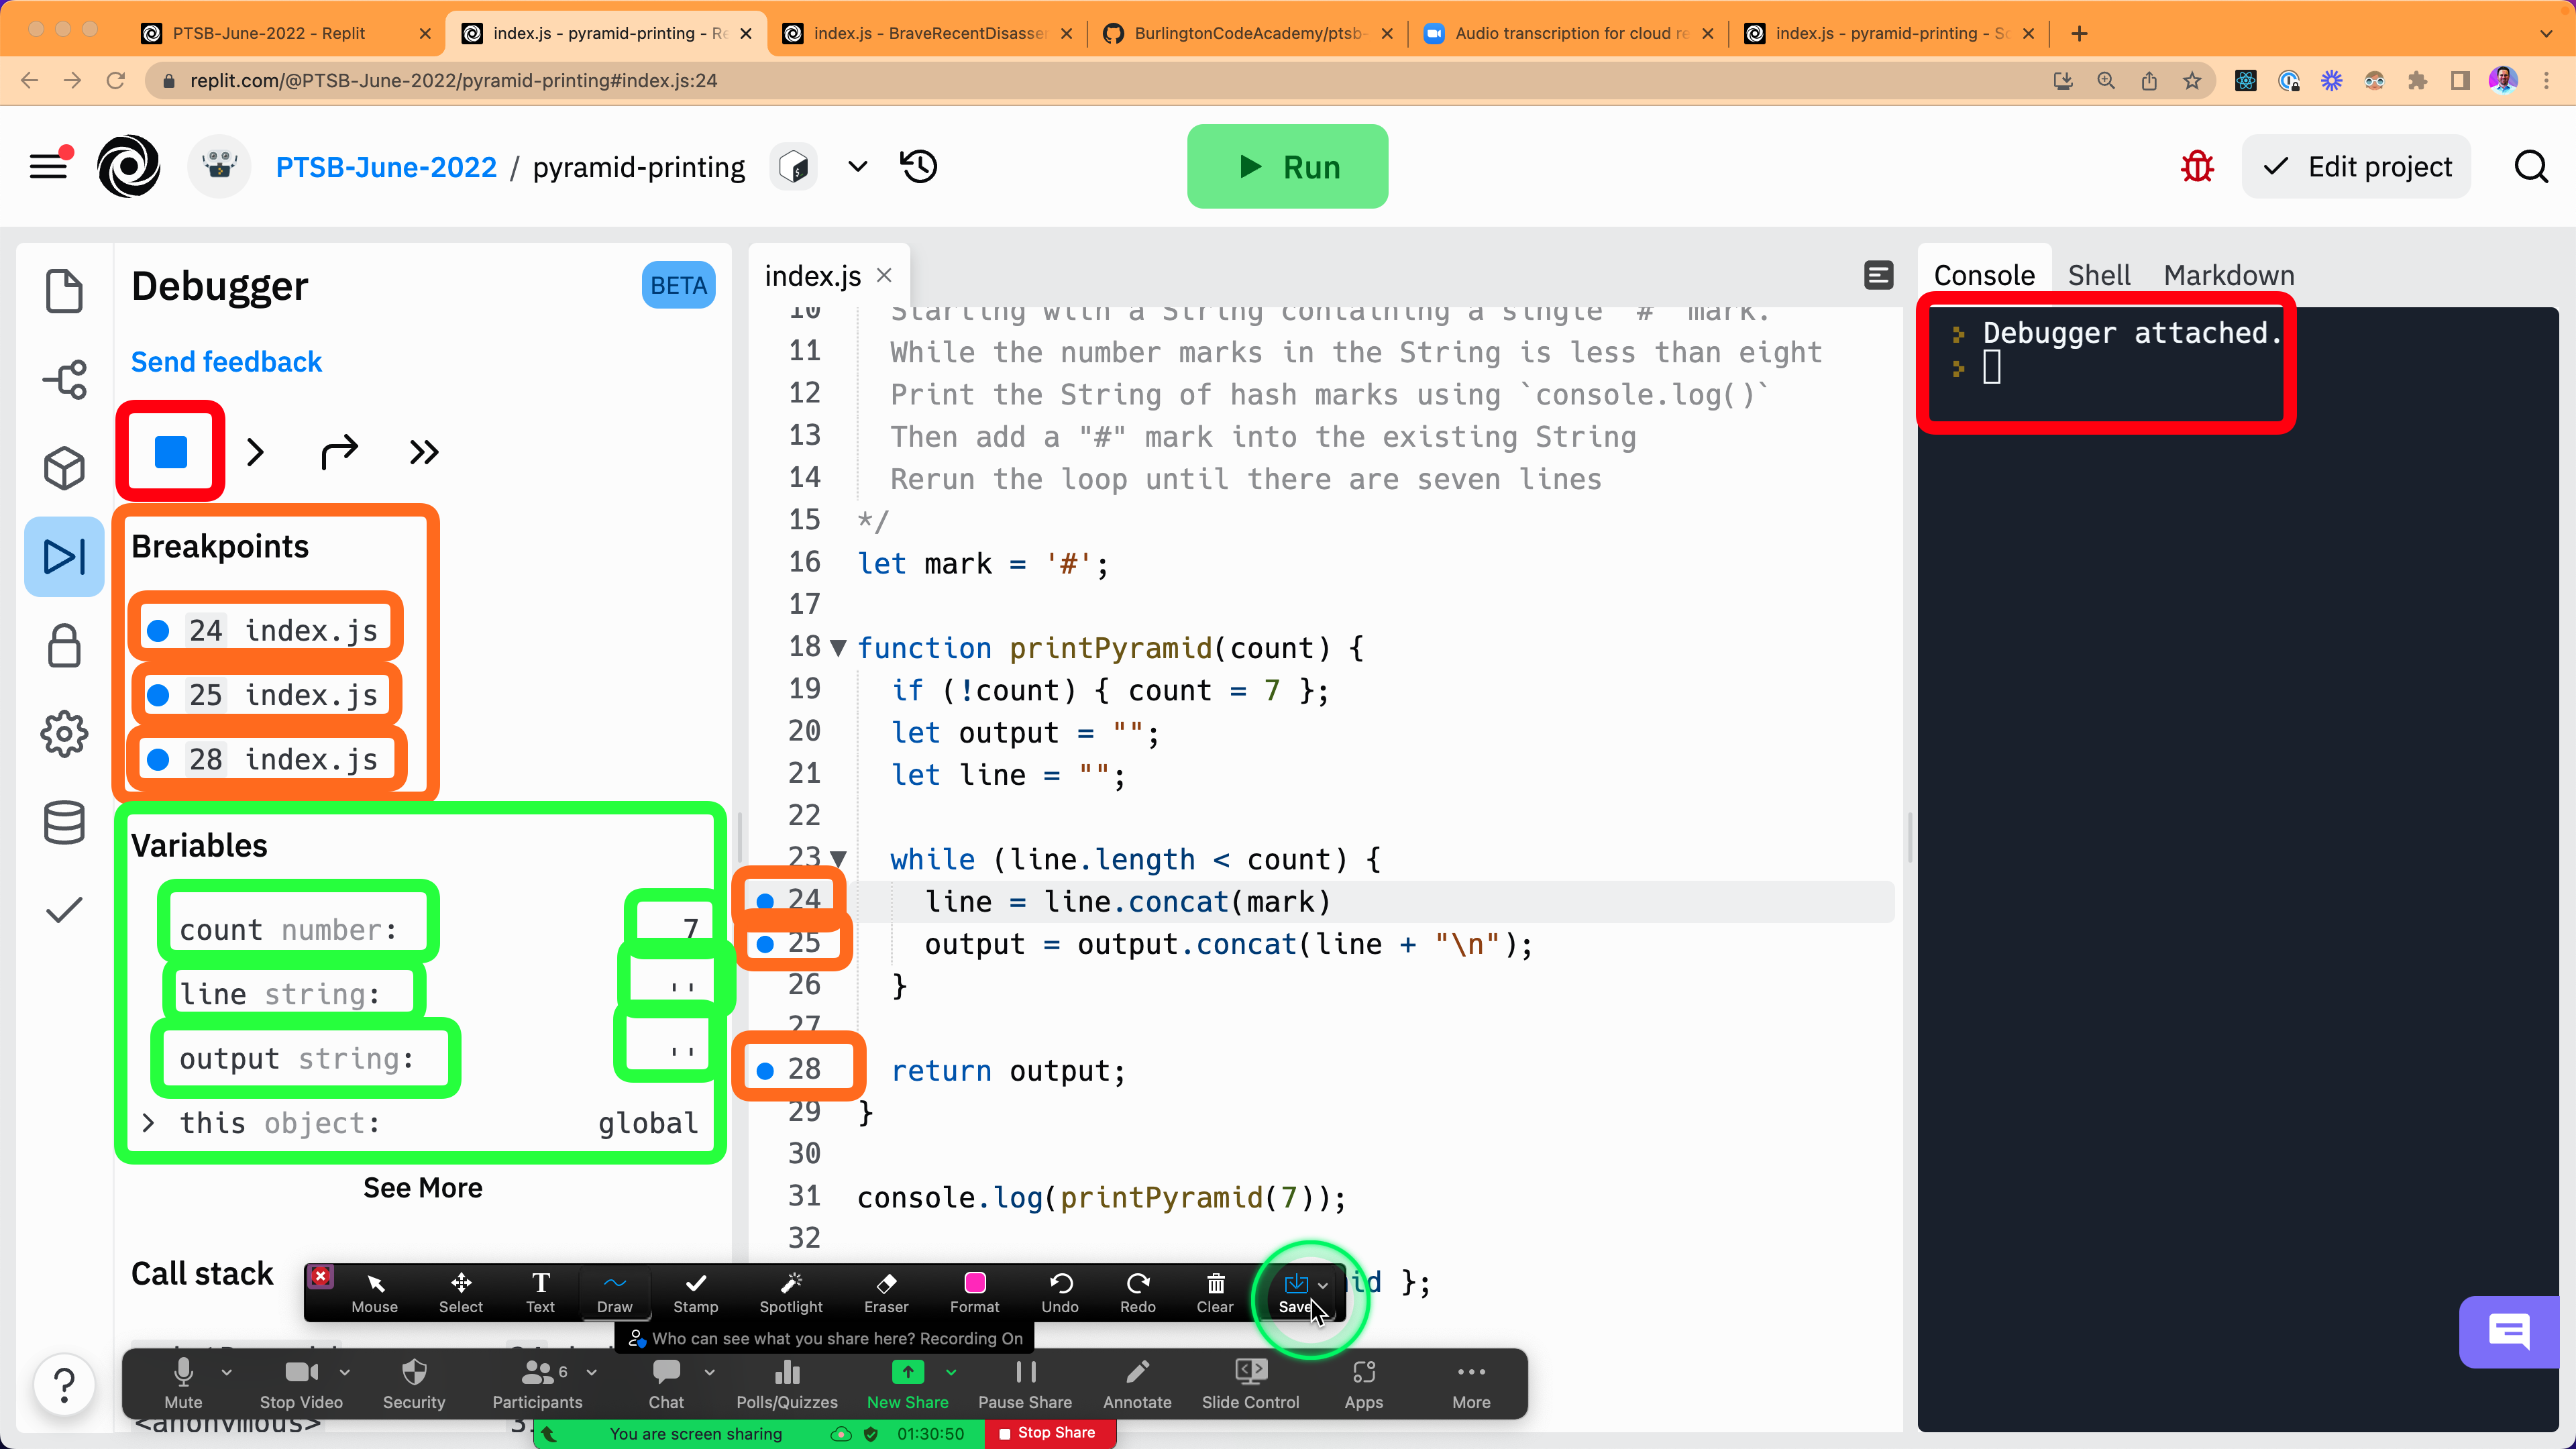 PTSB-June-2022 - Replit
index.js - pyramid-printing - Re
index.js - BraveRecentDisasse
BurlingtonCodeAcademy/ptsb-
Audio transcription for cloud re
index.js - pyramid-printing - Sc
replit.com/@PTSB-June-2022/pyramid-printing#index.js:24
PTSB-June-2022 / pyramid-printing
Run
Edit project
Debugger
BETA
Send feedback
Breakpoints
24 index.js
25 index.js
28 index.js
Variables
count number: 7
line string: ''
output string: ''
this object: global
See More
Call stack
<anonymous>
index.js
10 Starting with a String containing a single "#" mark.
11 While the number marks in the String is less than eight
12 Print the String of hash marks using `console.log()`
13 Then add a "#" mark into the existing String
14 Rerun the loop until there are seven lines
15 */
16 let mark = '#';
17
18 function printPyramid(count) {
19 if (!count) { count = 7 };
20 let output = "";
21 let line = "";
22
23 while (line.length < count) {
24 line = line.concat(mark)
25 output = output.concat(line + "\n");
26 }
27
28 return output;
29 }
30
31 console.log(printPyramid(7));
32
};
Console
Shell
Markdown
Debugger attached.
Mouse
Select
Text
Draw
Stamp
Spotlight
Eraser
Format
Undo
Redo
Clear
Save
Who can see what you share here? Recording On
Mute
Stop Video
Security
6
Participants
Chat
Polls/Quizzes
New Share
Pause Share
Annotate
Slide Control
Apps
More
You are screen sharing
01:30:50
Stop Share